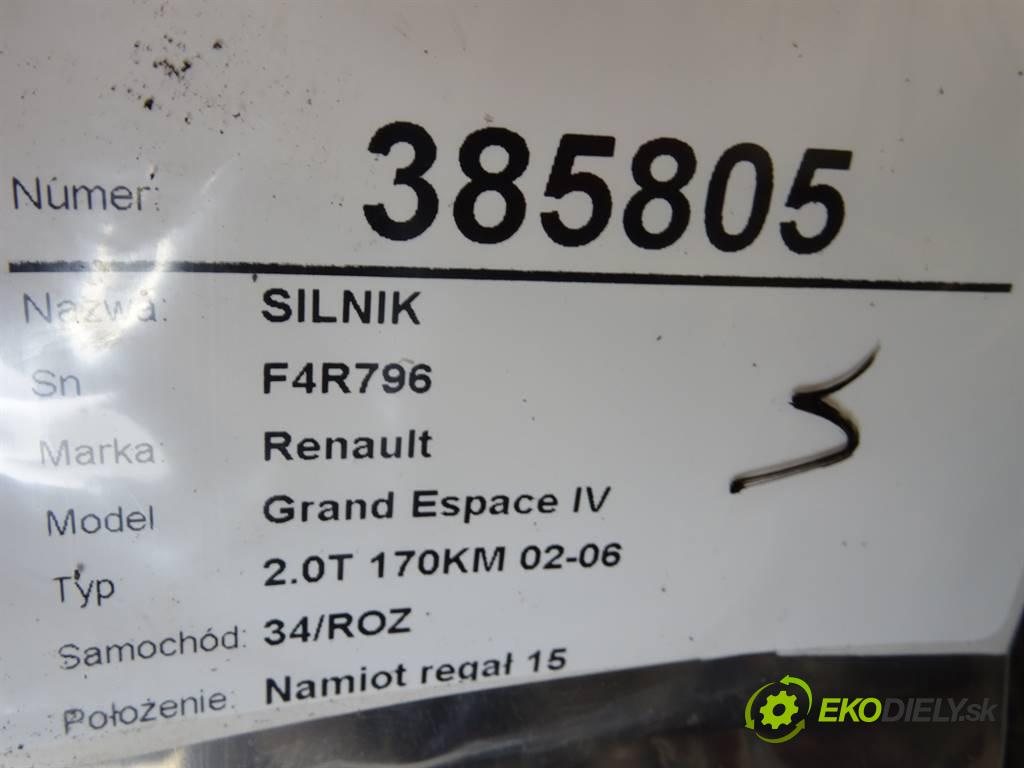 Númer: 385805
Nazwa: SILNIK
Sn F4R796
Marka: Renault
Model Grand Espace IV
Typ 2.0T 170KM 02-06
Samochód: 34/ROZ
Położenie: Namiot regał 15
S
EKODIELY.sk